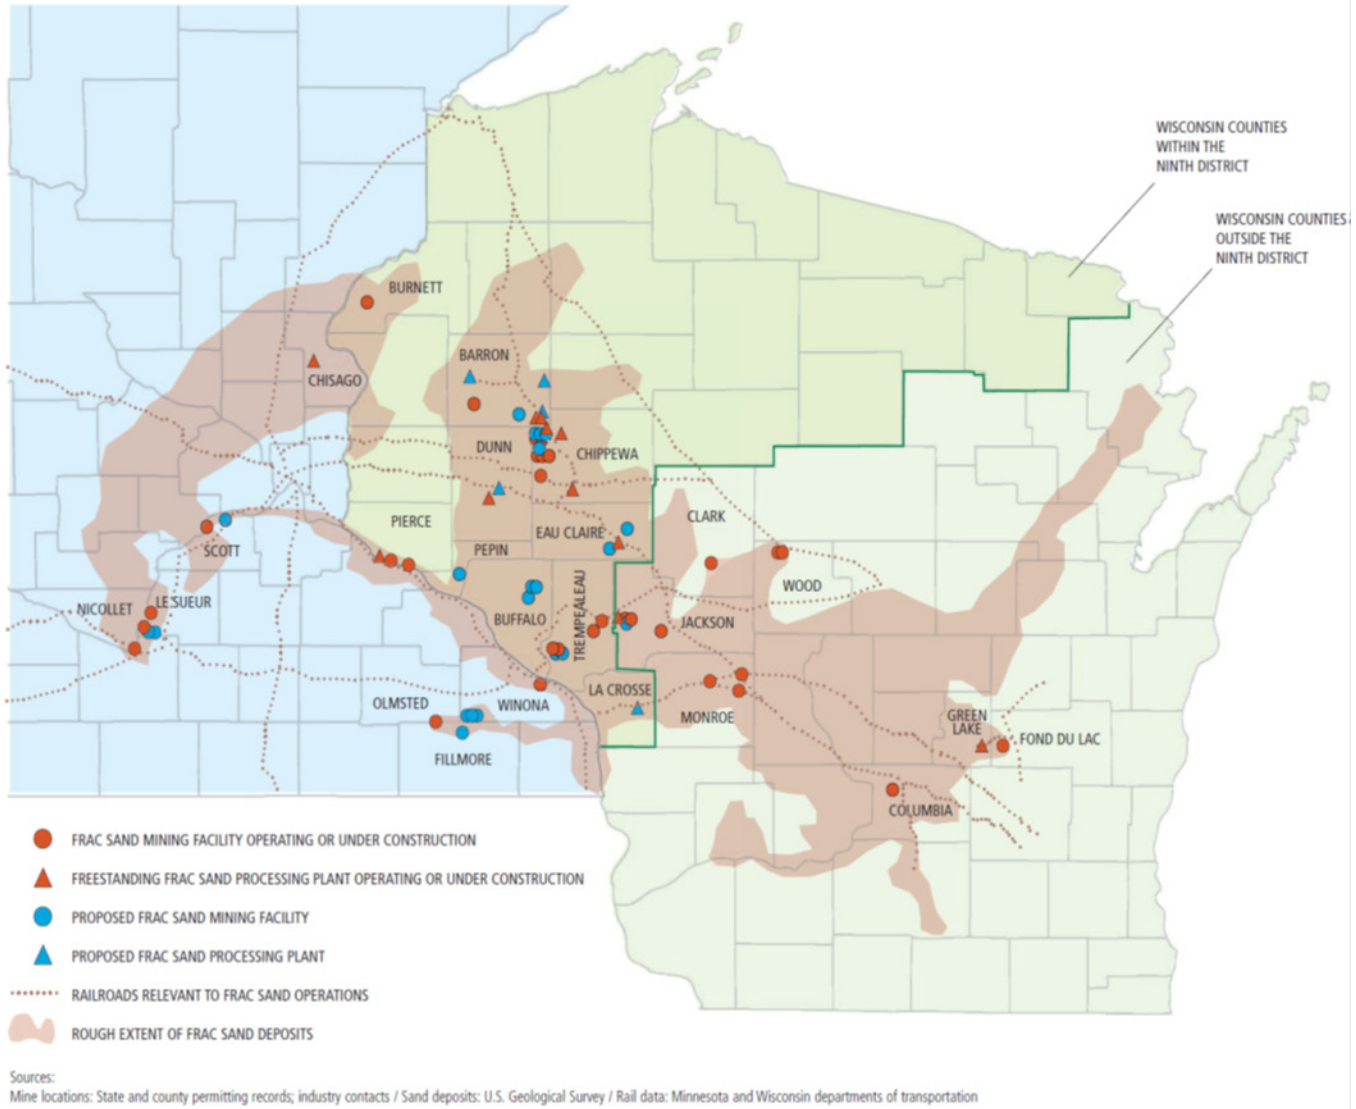 WISCONSIN COUNTIES
WITHIN THE
NINTH DISTRICT
WISCONSIN COUNTIES
OUTSIDE THE
NINTH DISTRICT
BURNETT
BARRON
CHISAGO
DUNN
CHIPPEWA
PIERCE
CLARK
EAU CLAIRE
SCOTT
PEPIN
WOOD
NICOLLET
LE SUEUR
BUFFALO
TREMPEALEAU
JACKSON
LA CROSSE
OLMSTED
WINONA
MONROE
GREEN
LAKE
FOND DU LAC
FILLMORE
COLUMBIA
FRAC SAND MINING FACILITY OPERATING OR UNDER CONSTRUCTION
FREESTANDING FRAC SAND PROCESSING PLANT OPERATING OR UNDER CONSTRUCTION
PROPOSED FRAC SAND MINING FACILITY
PROPOSED FRAC SAND PROCESSING PLANT
RAILROADS RELEVANT TO FRAC SAND OPERATIONS
ROUGH EXTENT OF FRAC SAND DEPOSITS
Sources:
Mine locations: State and county permitting records; industry contacts / Sand deposits: U.S. Geological Survey / Rail data: Minnesota and Wisconsin departments of transportation